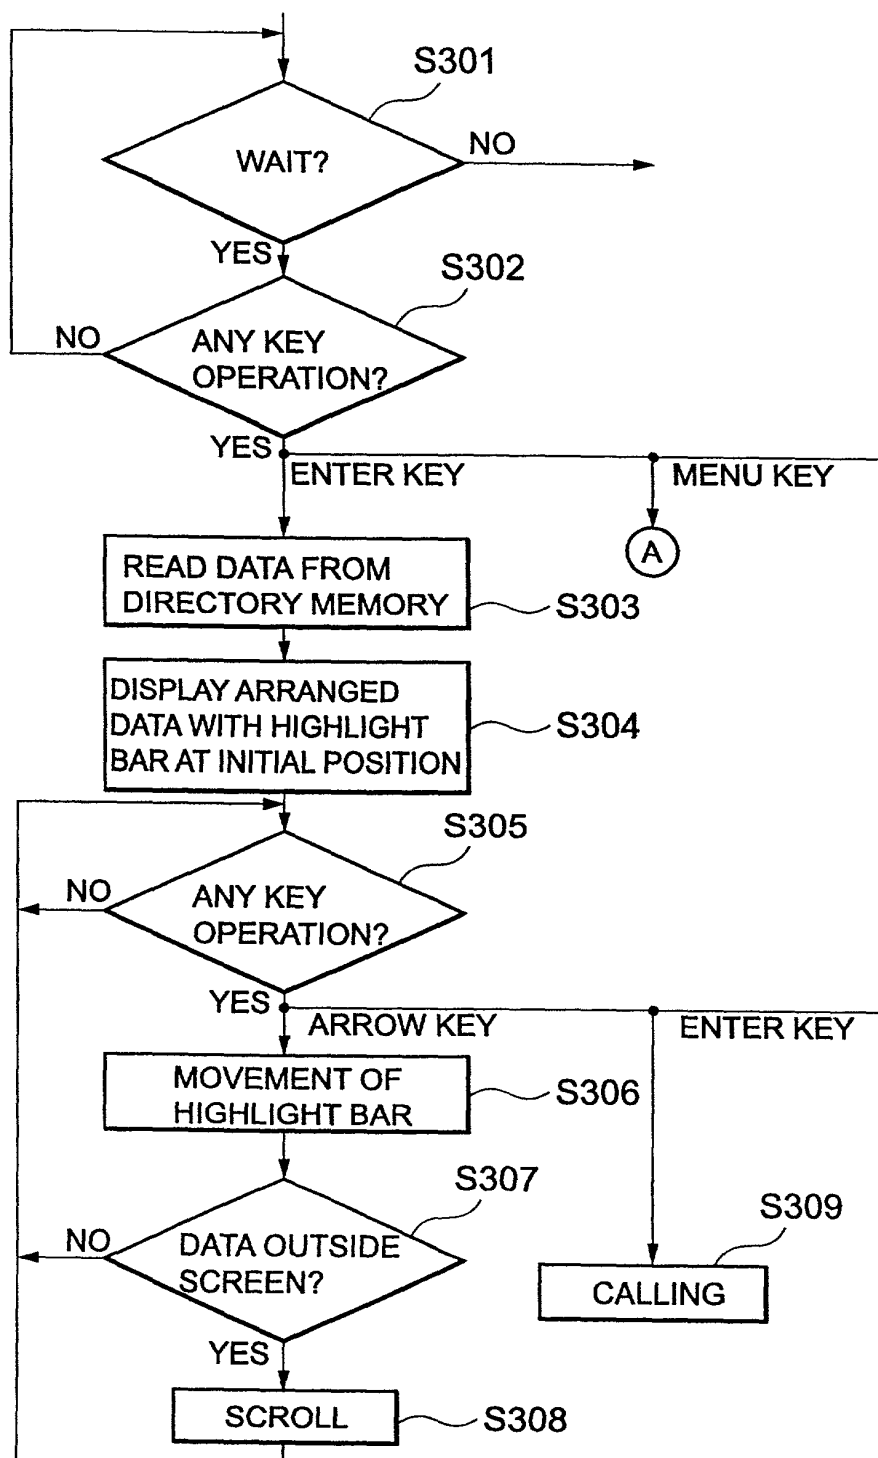 S301
WAIT?
NO
YES
S302
NO
ANY KEY
OPERATION?
YES
ENTER KEY
MENU KEY
A
READ DATA FROM
DIRECTORY MEMORY
S303
DISPLAY ARRANGED
DATA WITH HIGHLIGHT
BAR AT INITIAL POSITION
S304
S305
NO
ANY KEY
OPERATION?
YES
ARROW KEY
ENTER KEY
MOVEMENT OF
HIGHLIGHT BAR
S306
S307
NO
DATA OUTSIDE
SCREEN?
S309
CALLING
YES
SCROLL
S308